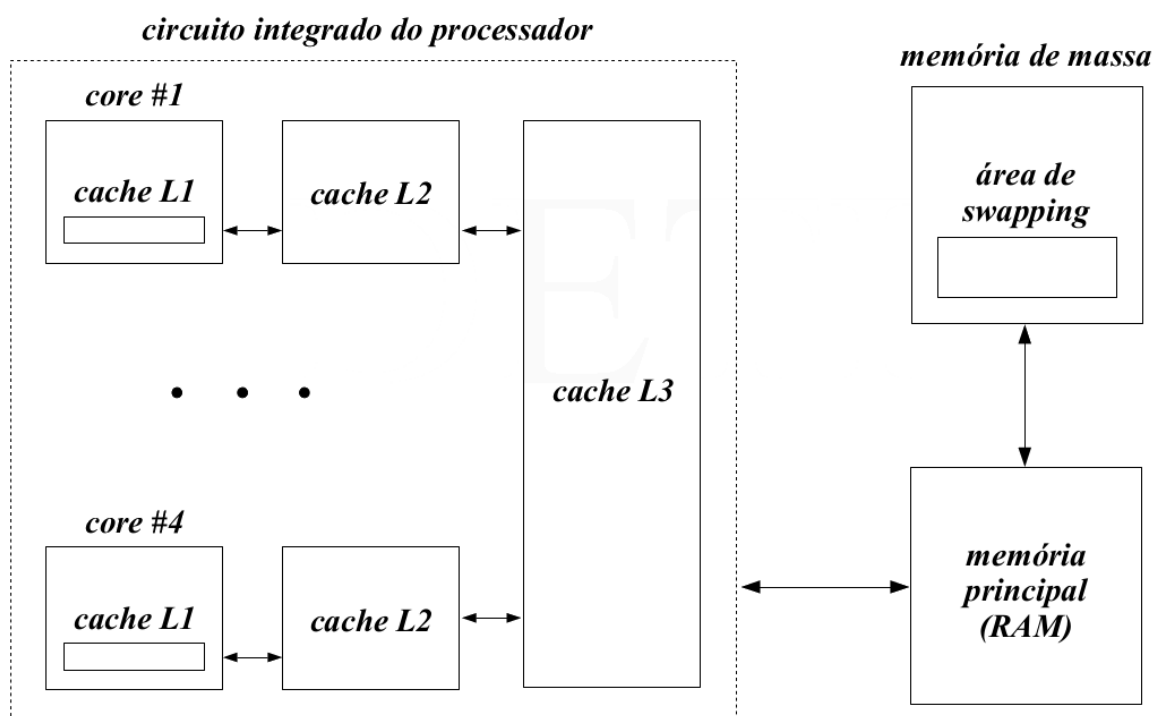 circuito integrado do processador
memória de massa
core #1
cache L1
cache L2
área de
swapping
cache L3
core #4
cache L1
cache L2
memória
principal
(RAM)